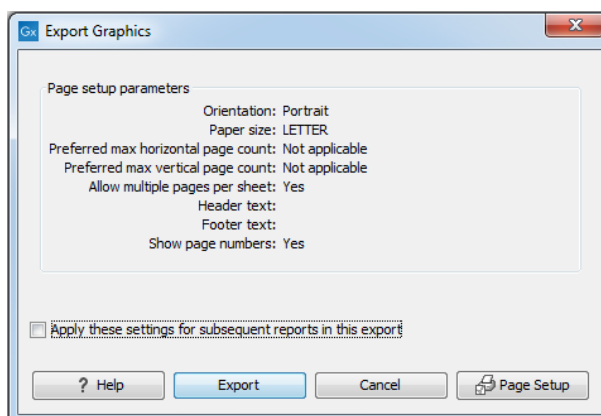 Gx Export Graphics
Page setup parameters
Orientation: Portrait
Paper size: LETTER
Preferred max horizontal page count: Not applicable
Preferred max vertical page count: Not applicable
Allow multiple pages per sheet: Yes
Header text:
Footer text:
Show page numbers: Yes
Apply these settings for subsequent reports in this export
? Help Export Cancel Page Setup